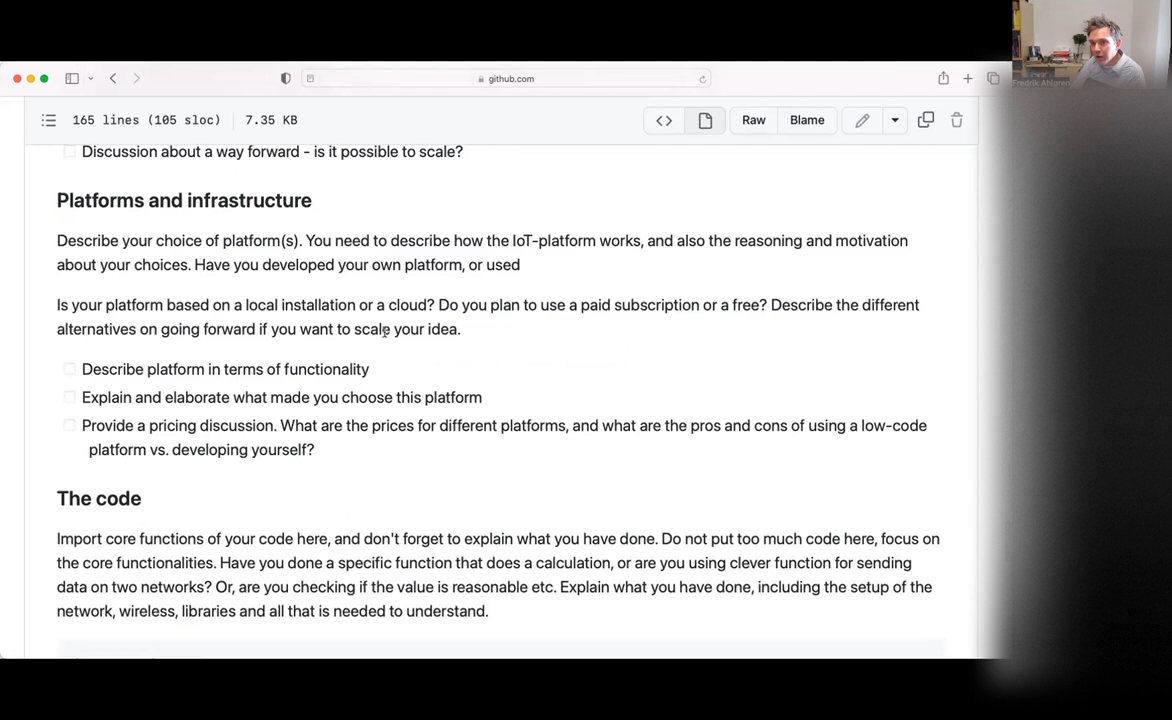 github.com
Fredrik Ahlgren
165 lines (105 sloc) 7.35 KB
Raw Blame
Discussion about a way forward - is it possible to scale?
Platforms and infrastructure
Describe your choice of platform(s). You need to describe how the IoT-platform works, and also the reasoning and motivation
about your choices. Have you developed your own platform, or used
Is your platform based on a local installation or a cloud? Do you plan to use a paid subscription or a free? Describe the different
alternatives on going forward if you want to scale your idea.
Describe platform in terms of functionality
Explain and elaborate what made you choose this platform
Provide a pricing discussion. What are the prices for different platforms, and what are the pros and cons of using a low-code
platform vs. developing yourself?
The code
Import core functions of your code here, and don't forget to explain what you have done. Do not put too much code here, focus on
the core functionalities. Have you done a specific function that does a calculation, or are you using clever function for sending
data on two networks? Or, are you checking if the value is reasonable etc. Explain what you have done, including the setup of the
network, wireless, libraries and all that is needed to understand.